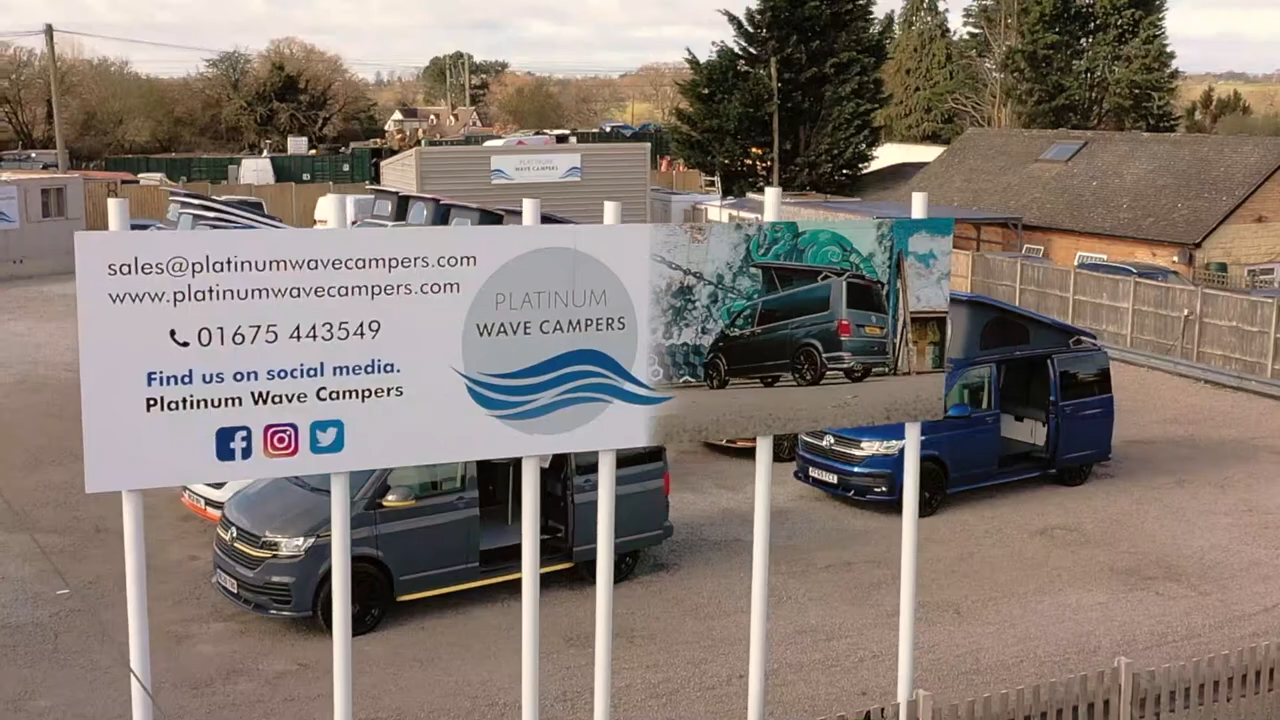 PLATINUM
WAVE CAMPERS
sales@platinumwavecampers.com
www.platinumwavecampers.com
01675 443549
Find us on social media.
Platinum Wave Campers
PLATINUM
WAVE CAMPERS